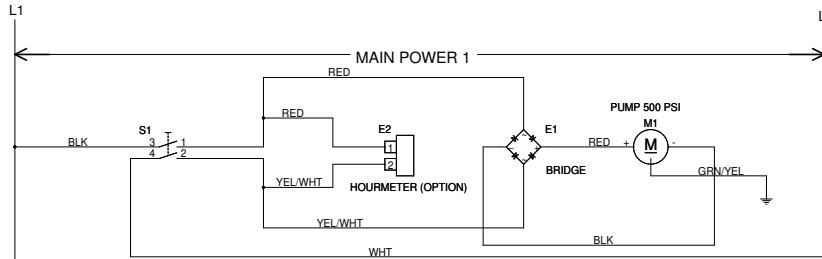 L1
L
MAIN POWER 1
RED
PUMP 500 PSI
RED
S1
E2
E1
M1
BLK
3 1
4 2
1
2
~
- +
~
RED
+ M -
BRIDGE
GRN/YEL
YEL/WHT
HOURMETER (OPTION)
YEL/WHT
BLK
WHT